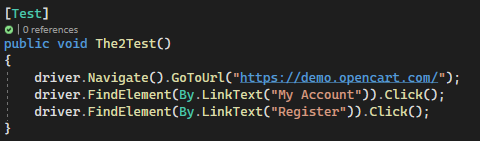 [Test]
| 0 references
public void The2Test()
{
    driver.Navigate().GoToUrl("https://demo.opencart.com/");
    driver.FindElement(By.LinkText("My Account")).Click();
    driver.FindElement(By.LinkText("Register")).Click();
}